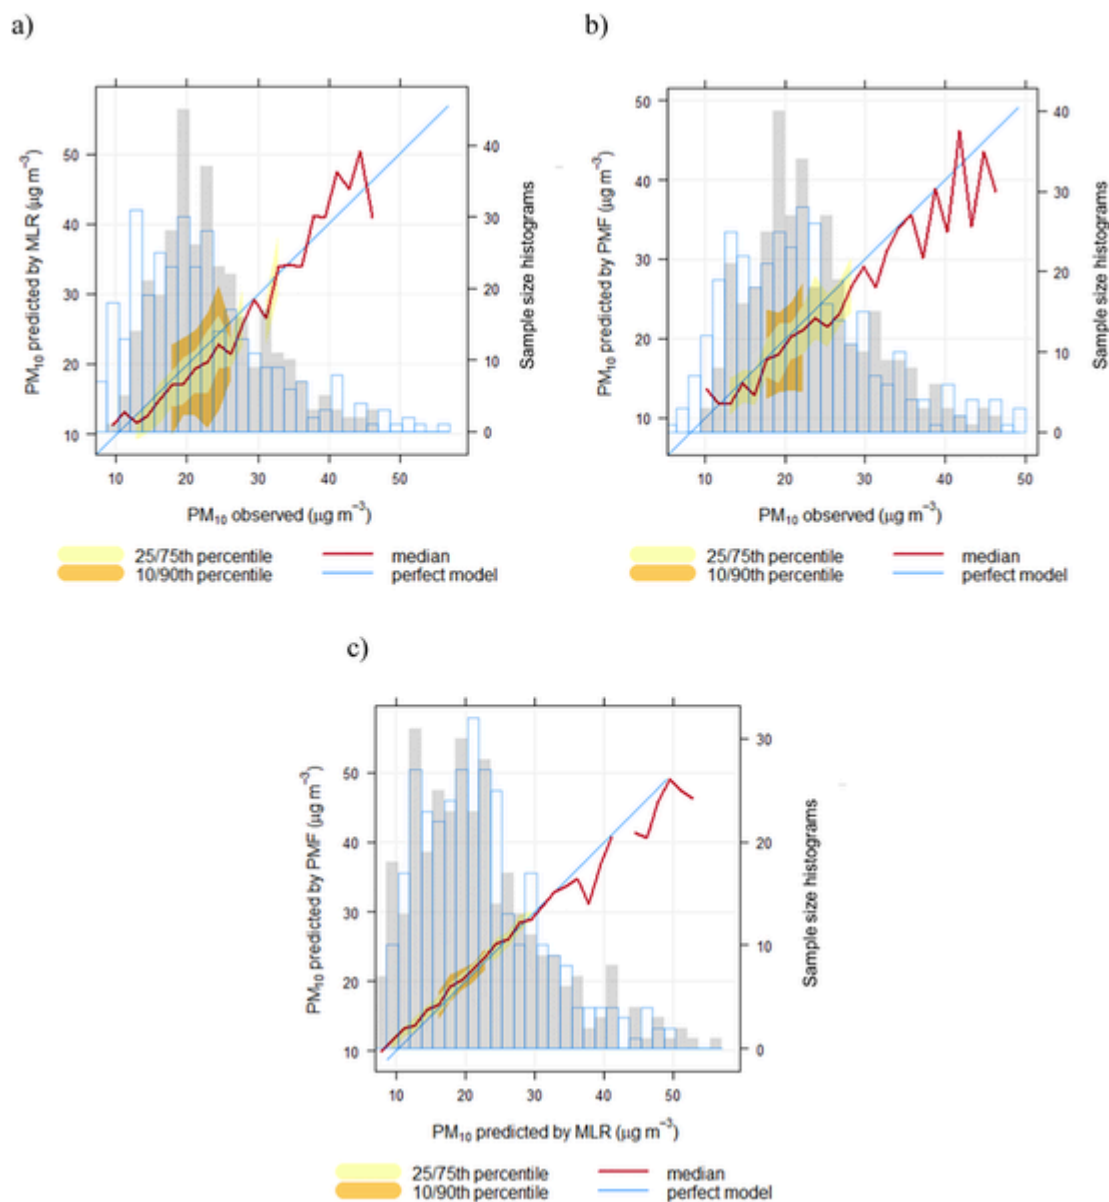 a)
50
40
30
20
10
PM₁₀ predicted by MLR (µg m⁻³)
40
30
20
10
0
Sample size histograms
10 20 30 40 50
PM₁₀ observed (µg m⁻³)
25/75th percentile median
10/90th percentile perfect model
b)
50
40
30
20
10
PM₁₀ predicted by PMF (µg m⁻³)
40
30
20
10
0
Sample size histograms
10 20 30 40 50
PM₁₀ observed (µg m⁻³)
25/75th percentile median
10/90th percentile perfect model
c)
50
40
30
20
10
PM₁₀ predicted by PMF (µg m⁻³)
30
20
10
0
Sample size histograms
10 20 30 40 50
PM₁₀ predicted by MLR (µg m⁻³)
25/75th percentile median
10/90th percentile perfect model